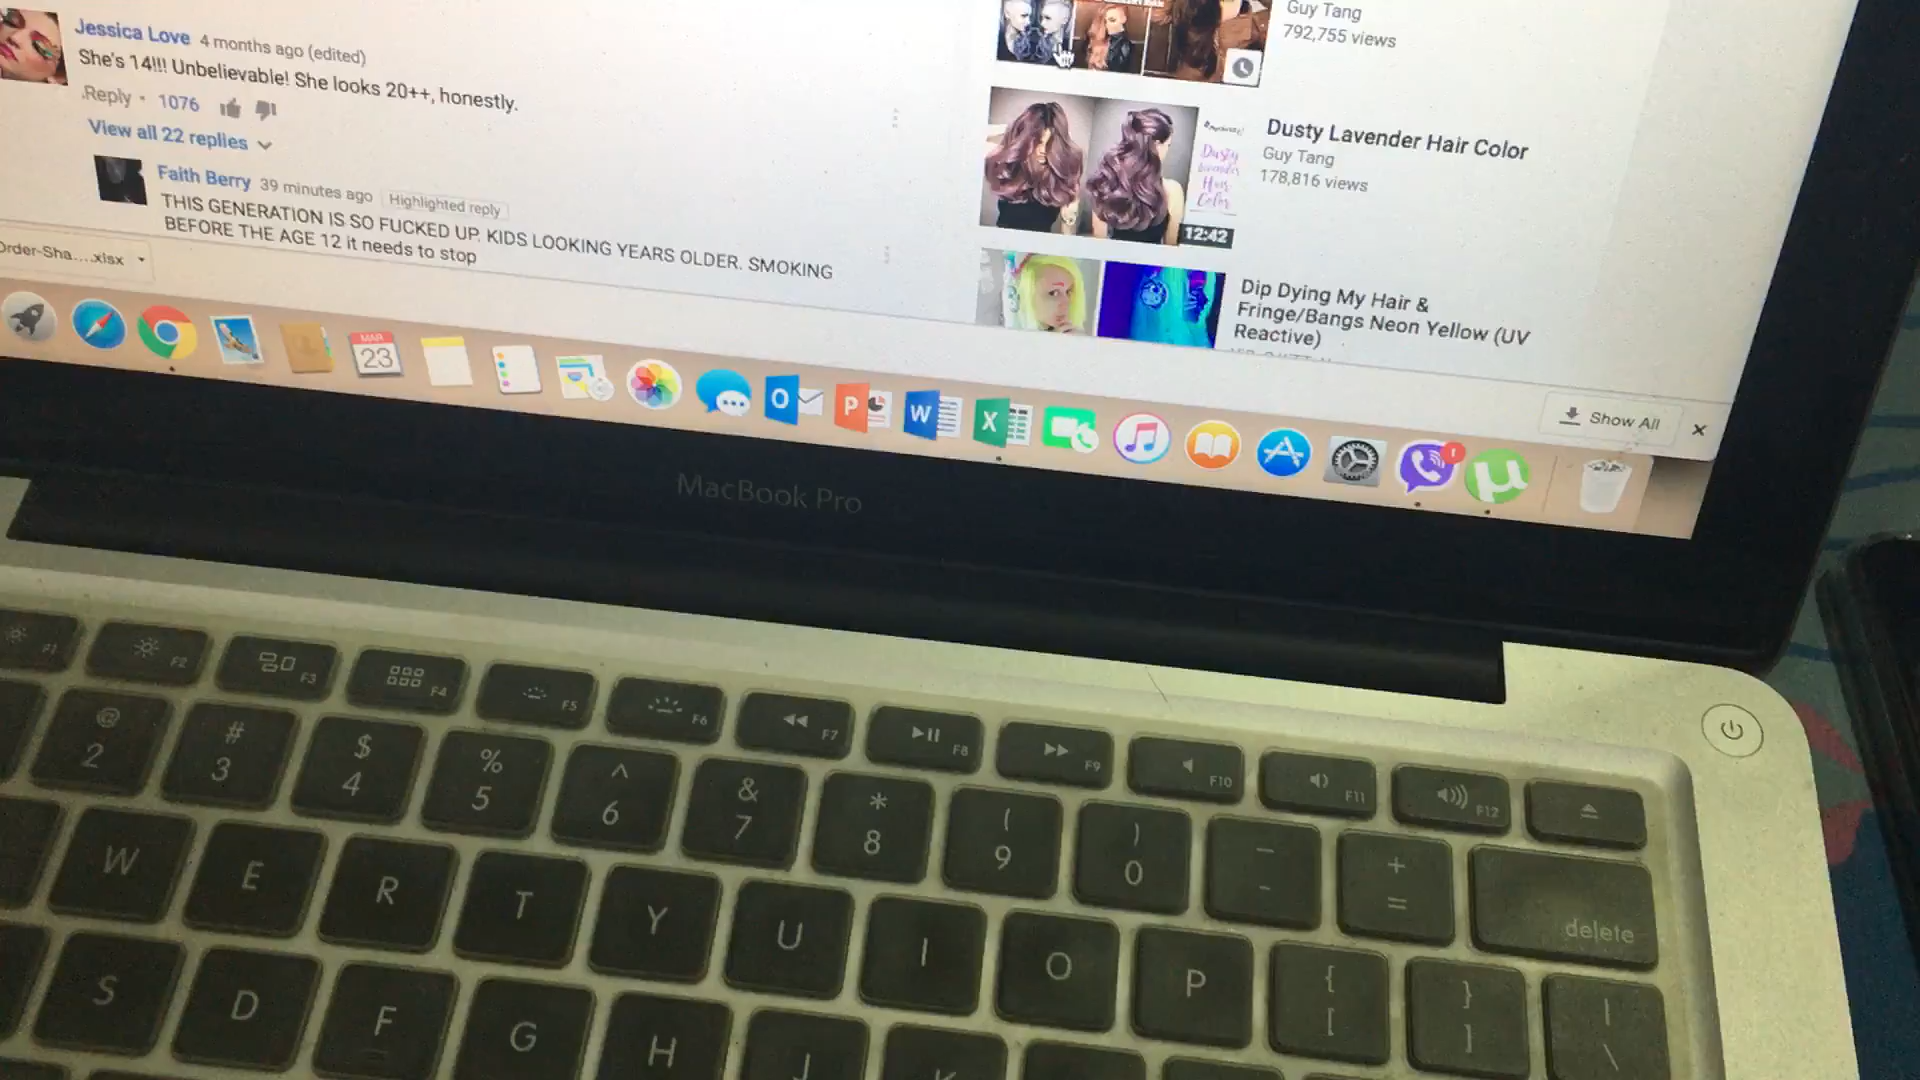 Jessica Love 4 months ago (edited)
She's 14!!! Unbelievable! She looks 20++, honestly.
Reply • 1076
View all 22 replies
Faith Berry 39 minutes ago Highlighted reply
THIS GENERATION IS SO FUCKED UP. KIDS LOOKING YEARS OLDER. SMOKING
BEFORE THE AGE 12 it needs to stop
Order-Sha....xlsx
Guy Tang
792,755 views
Dusty Lavender Hair Color
Guy Tang
178,816 views
Dusty
Lavender
Hair
Color
12:42
Dip Dying My Hair &
Fringe/Bangs Neon Yellow (UV
Reactive)
Show All
MAR
23
O
P
W
X
1
µ
MacBook Pro
F1 F2 F3 F4 F5 F6 F7 F8 F9 F10 F11 F12
@ # $ % ^ & * ( ) _ +
2 3 4 5 6 7 8 9 0 - =
delete
W E R T Y U I O P { } |
[ ] \
S D F G H J K